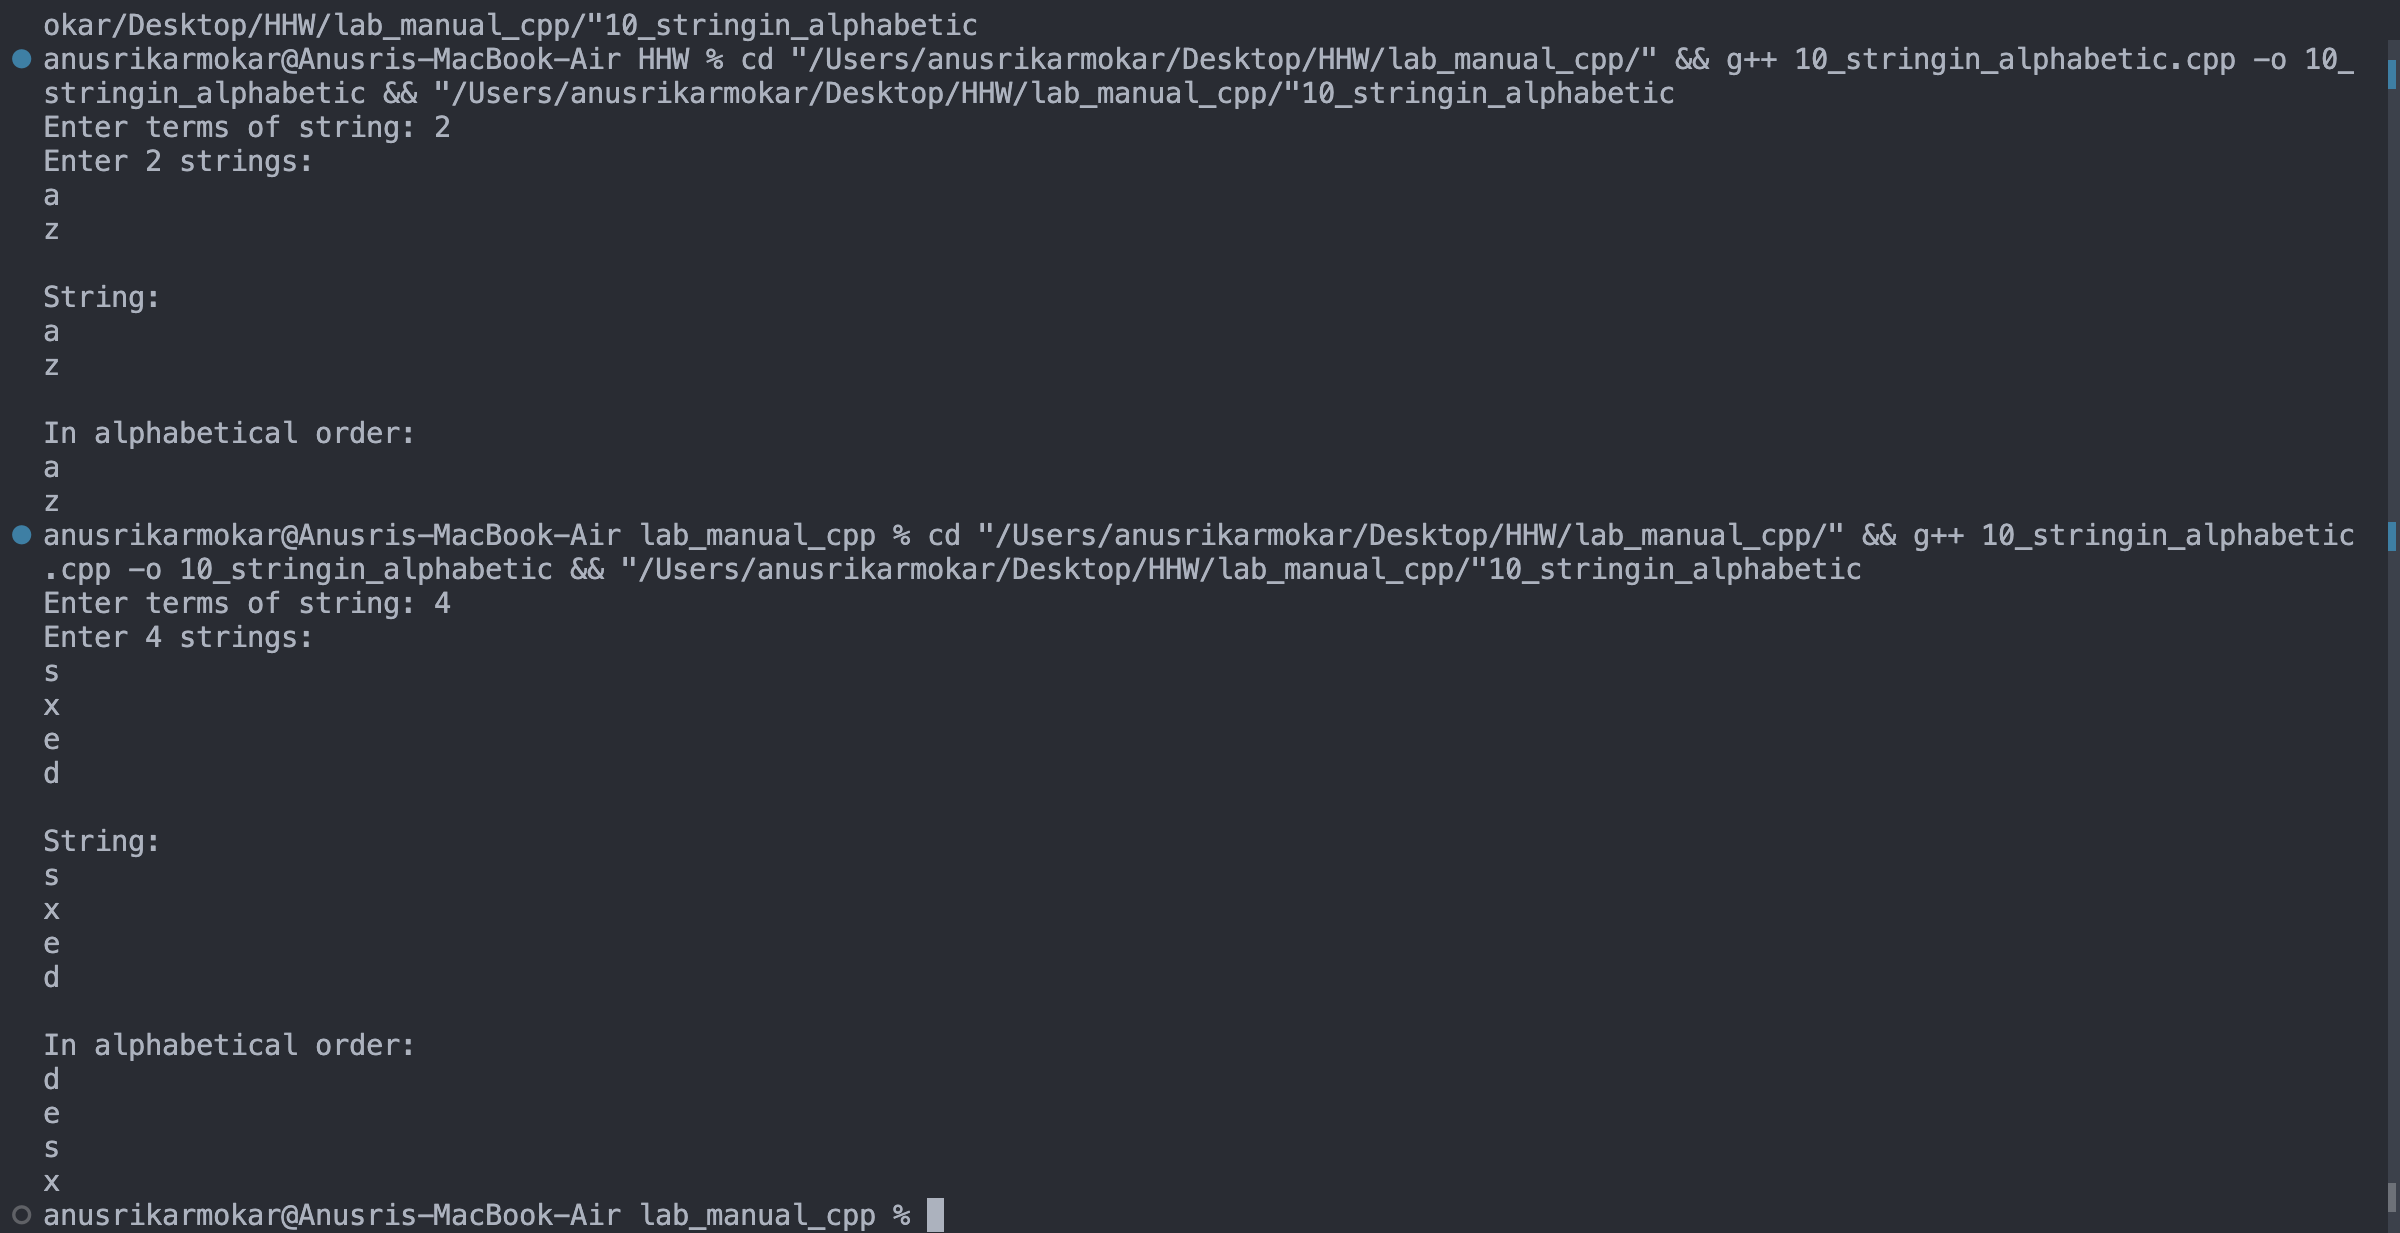 okar/Desktop/HHW/lab_manual_cpp/"10_stringin_alphabetic
anusrikarmokar@Anusris-MacBook-Air HHW % cd "/Users/anusrikarmokar/Desktop/HHW/lab_manual_cpp/" && g++ 10_stringin_alphabetic.cpp -o 10_
stringin_alphabetic && "/Users/anusrikarmokar/Desktop/HHW/lab_manual_cpp/"10_stringin_alphabetic
Enter terms of string: 2
Enter 2 strings:
a
z

String:
a
z

In alphabetical order:
a
z
anusrikarmokar@Anusris-MacBook-Air lab_manual_cpp % cd "/Users/anusrikarmokar/Desktop/HHW/lab_manual_cpp/" && g++ 10_stringin_alphabetic
.cpp -o 10_stringin_alphabetic && "/Users/anusrikarmokar/Desktop/HHW/lab_manual_cpp/"10_stringin_alphabetic
Enter terms of string: 4
Enter 4 strings:
s
x
e
d

String:
s
x
e
d

In alphabetical order:
d
e
s
x
anusrikarmokar@Anusris-MacBook-Air lab_manual_cpp %